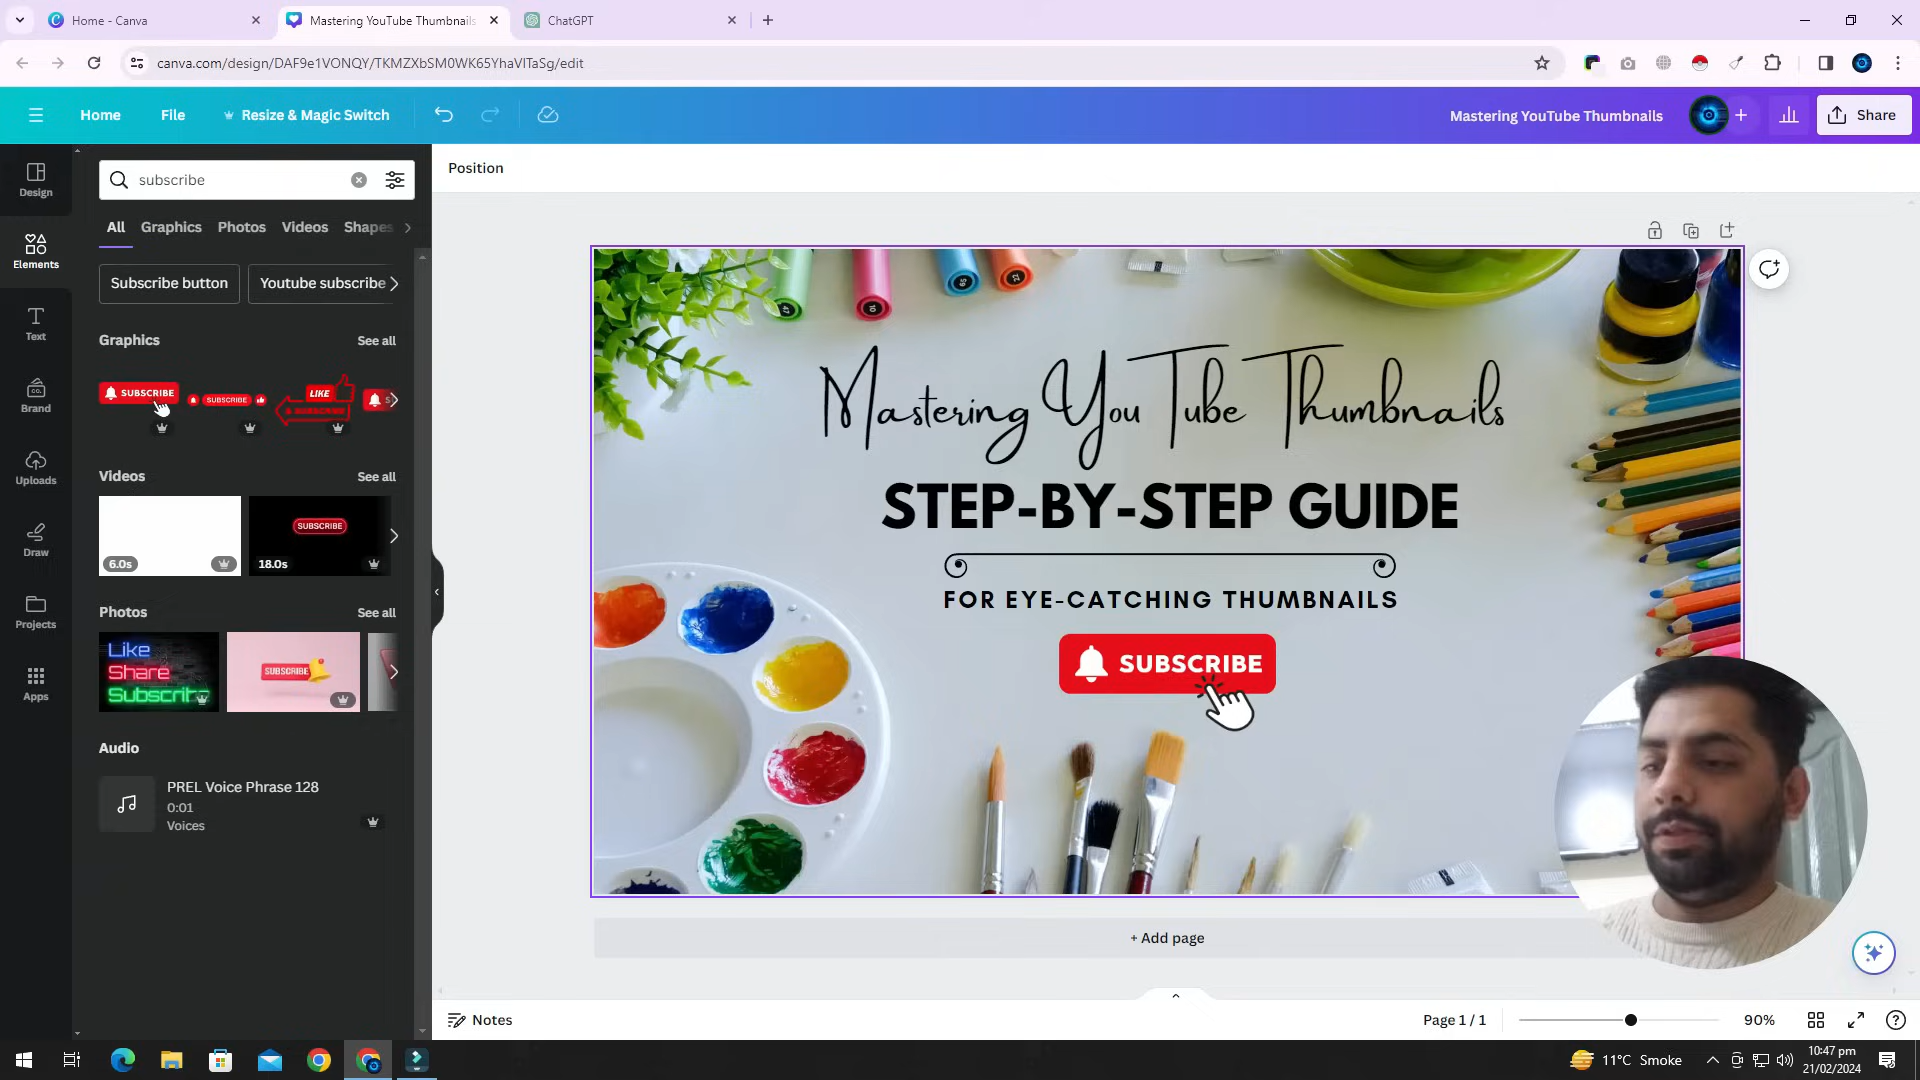 Home - Canva
Mastering YouTube Thumbnails
ChatGPT
canva.com/design/DAF9e1VONQY/TKMZXbSM0WK65YhaVITaSg/edit
Home
File
Resize & Magic Switch
Mastering YouTube Thumbnails
Share
Design
Elements
Text
Brand
Uploads
Draw
Projects
Apps
subscribe
All
Graphics
Photos
Videos
Shapes
Subscribe button
Youtube subscribe
Graphics
See all
SUBSCRIBE
SUBSCRIBE
LIKE
SUBSCRIBE
Videos
See all
6.0s
SUBSCRIBE
18.0s
Photos
See all
Like
Share
Subscribe
SUBSCRIBE
Audio
PREL Voice Phrase 128
0:01
Voices
Position
Mastering YouTube Thumbnails
STEP-BY-STEP GUIDE
FOR EYE-CATCHING THUMBNAILS
SUBSCRIBE
+ Add page
Notes
Page 1 / 1
90%
11°C Smoke
10:47 pm
21/02/2024